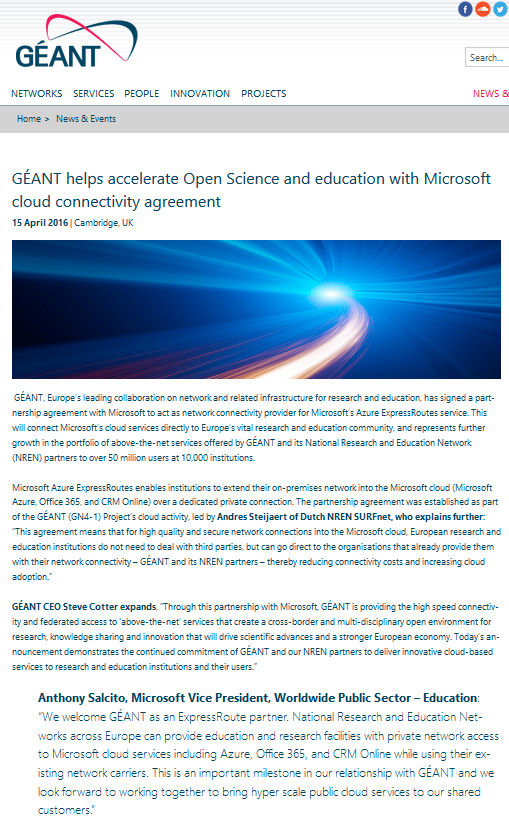 GÉANT
Search...
NETWORKS SERVICES PEOPLE INNOVATION PROJECTS NEWS &
Home > News & Events
GÉANT helps accelerate Open Science and education with Microsoft
cloud connectivity agreement
15 April 2016 | Cambridge, UK
GÉANT, Europe's leading collaboration on network and related infrastructure for research and education, has signed a part-
nership agreement with Microsoft to act as network connectivity provider for Microsoft's Azure ExpressRoutes service. This
will connect Microsoft's cloud services directly to Europe's vital research and education community, and represents further
growth in the portfolio of above-the-net services offered by GÉANT and its National Research and Education Network
(NREN) partners to over 50 million users at 10,000 institutions.
Microsoft Azure ExpressRoutes enables institutions to extend their on-premises network into the Microsoft cloud (Microsoft
Azure, Office 365, and CRM Online) over a dedicated private connection. The partnership agreement was established as part
of the GÉANT (GN4-1) Project's cloud activity, led by Andres Steijaert of Dutch NREN SURFnet, who explains further:
"This agreement means that for high quality and secure network connections into the Microsoft cloud, European research and
education institutions do not need to deal with third parties, but can go direct to the organisations that already provide them
with their network connectivity – GÉANT and its NREN partners – thereby reducing connectivity costs and increasing cloud
adoption."
GÉANT CEO Steve Cotter expands, "Through this partnership with Microsoft, GÉANT is providing the high speed connectiv-
ity and federated access to 'above-the-net' services that create a cross-border and multi-disciplinary open environment for
research, knowledge sharing and innovation that will drive scientific advances and a stronger European economy. Today's an-
nouncement demonstrates the continued commitment of GÉANT and our NREN partners to deliver innovative cloud-based
services to research and education institutions and their users."
Anthony Salcito, Microsoft Vice President, Worldwide Public Sector – Education:
"We welcome GÉANT as an ExpressRoute partner. National Research and Education Net-
works across Europe can provide education and research facilities with private network access
to Microsoft cloud services including Azure, Office 365, and CRM Online while using their ex-
isting network carriers. This is an important milestone in our relationship with GÉANT and we
look forward to working together to bring hyper scale public cloud services to our shared
customers."